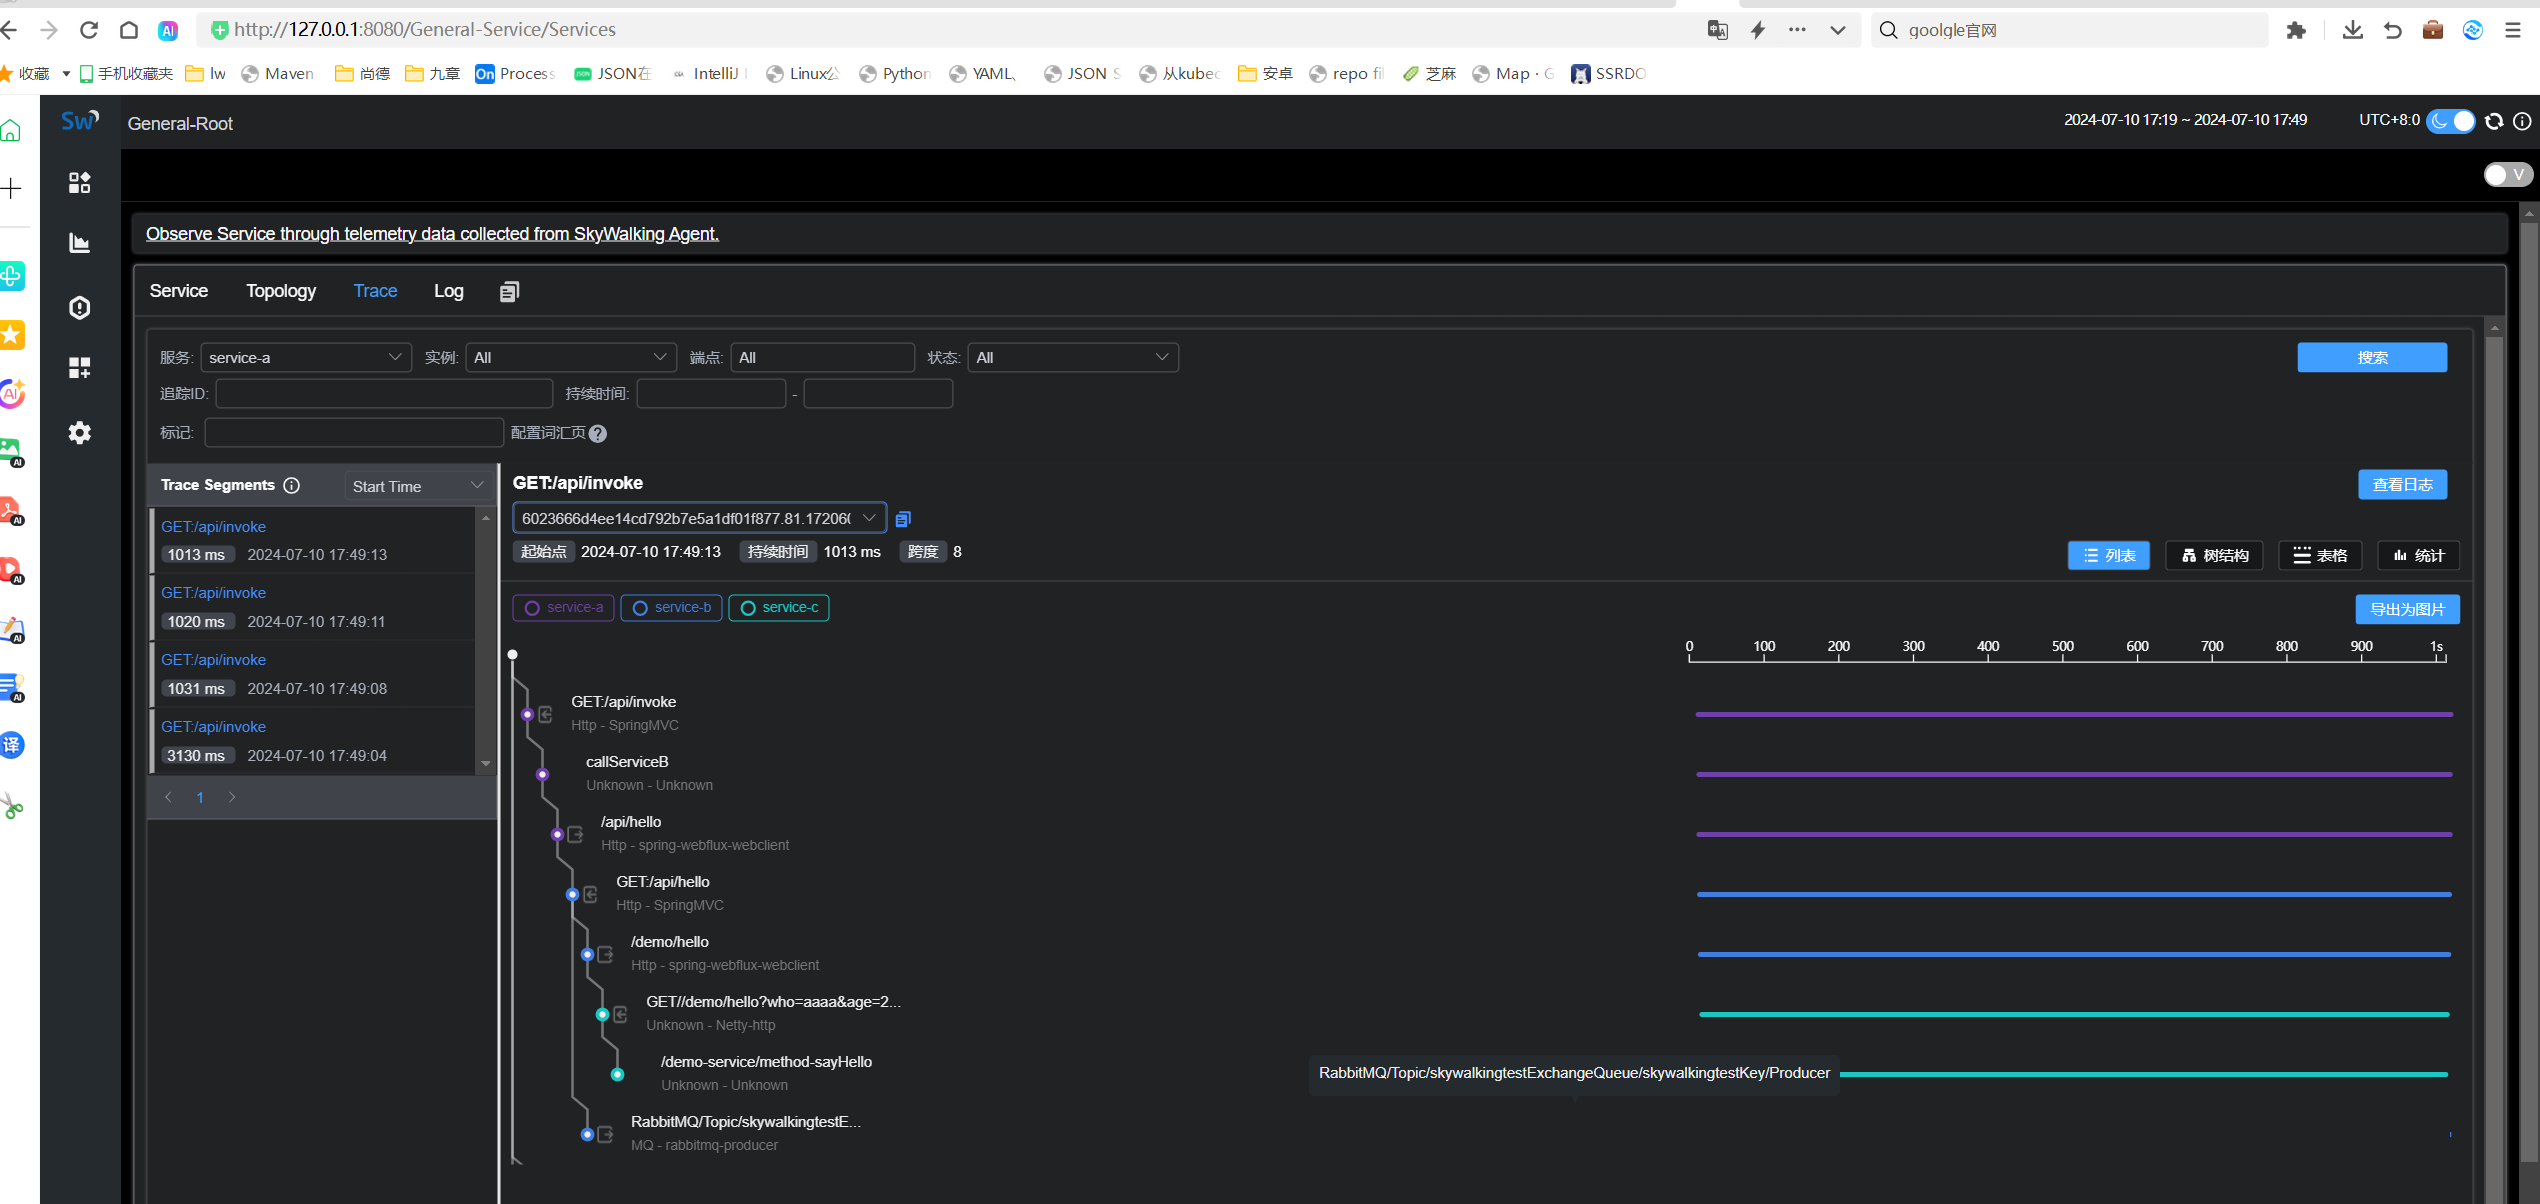 http://127.0.0.1:8080/General-Service/Services
goolgle官网
收藏 手机收藏夹 lw Maven 尚德 九章 On Process JSON在 IntelliJ Linux公 Python YAML、 JSON S 从kubec 安卓 repo fil 芝麻 Map · G SSRDO
Sw General-Root 2024-07-10 17:19 ~ 2024-07-10 17:49 UTC+8:0
V
Observe Service through telemetry data collected from SkyWalking Agent.
Service Topology Trace Log
服务: service-a 实例: All 端点: All 状态: All 搜索
追踪ID: 持续时间: -
标记: 配置词汇页
Trace Segments Start Time
GET:/api/invoke
1013 ms 2024-07-10 17:49:13
GET:/api/invoke
1020 ms 2024-07-10 17:49:11
GET:/api/invoke
1031 ms 2024-07-10 17:49:08
GET:/api/invoke
3130 ms 2024-07-10 17:49:04
1
GET:/api/invoke 查看日志
6023666d4ee14cd792b7e5a1df01f877.81.17206
起始点 2024-07-10 17:49:13 持续时间 1013 ms 跨度 8
列表 树结构 表格 统计
service-a service-b service-c 导出为图片
0 100 200 300 400 500 600 700 800 900 1s
GET:/api/invoke
Http - SpringMVC
callServiceB
Unknown - Unknown
/api/hello
Http - spring-webflux-webclient
GET:/api/hello
Http - SpringMVC
/demo/hello
Http - spring-webflux-webclient
GET//demo/hello?who=aaaa&age=2...
Unknown - Netty-http
/demo-service/method-sayHello
Unknown - Unknown
RabbitMQ/Topic/skywalkingtestExchangeQueue/skywalkingtestKey/Producer
RabbitMQ/Topic/skywalkingtestE...
MQ - rabbitmq-producer
AI
AI
AI
AI
AI
AI
AI
译